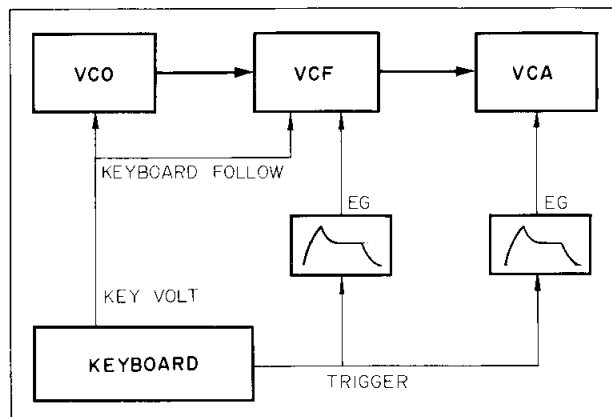 VCO
VCF
VCA
KEYBOARD FOLLOW
EG
EG
KEY VOLT
KEYBOARD
TRIGGER